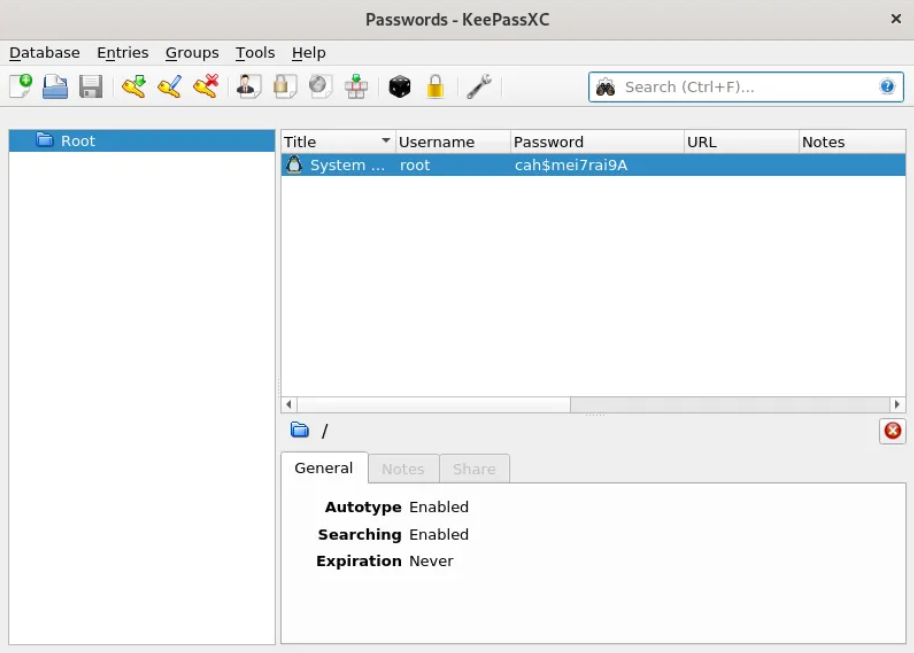 Passwords - KeePassXC
Database Entries Groups Tools Help
Search (Ctrl+F)...
Root
Title Username Password URL Notes
System ... root cah$mei7rai9A
/
General Notes Share
Autotype Enabled
Searching Enabled
Expiration Never